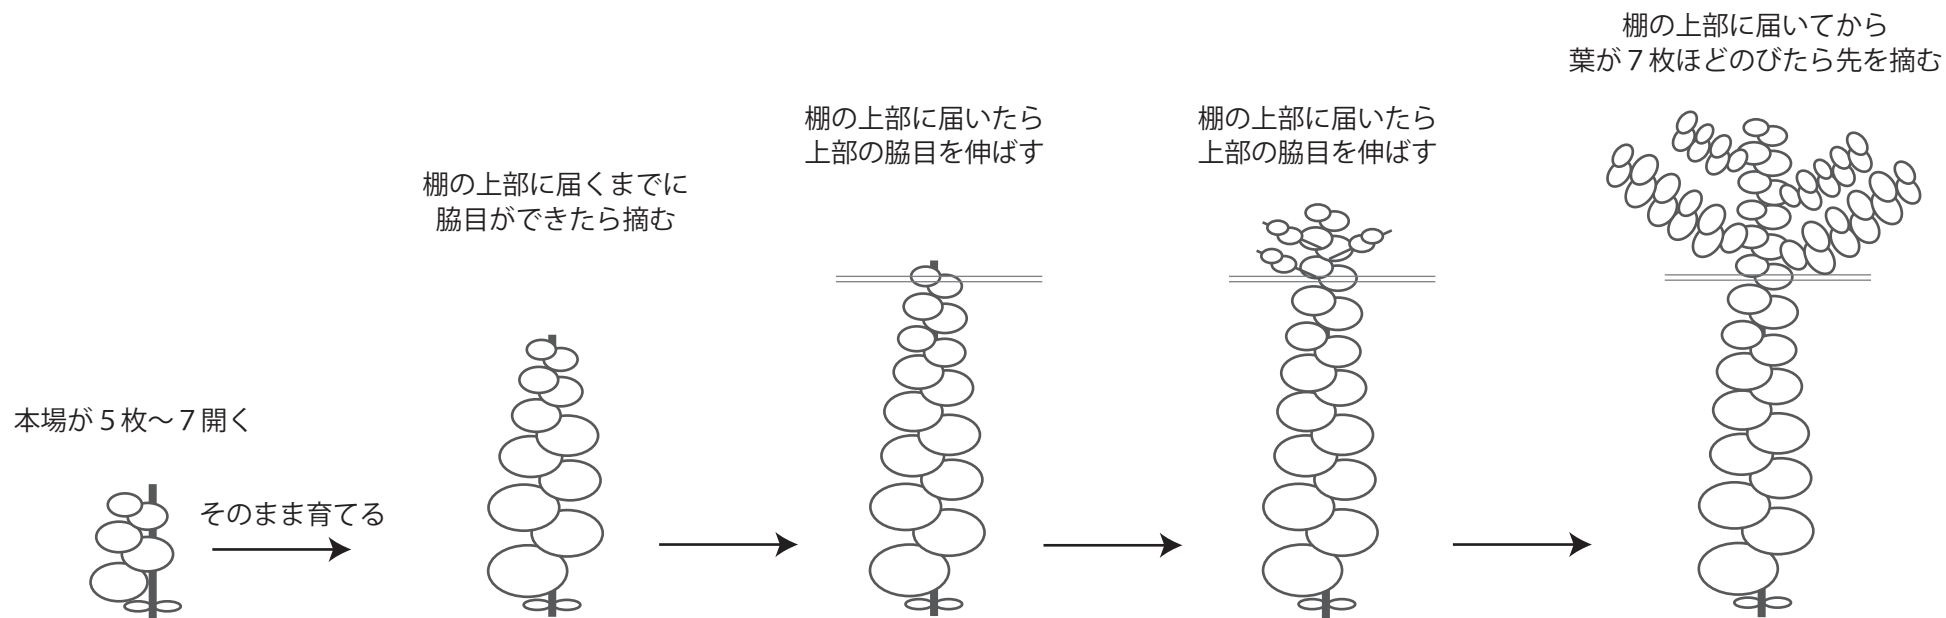 本場が5枚〜7開く
そのまま育てる
棚の上部に届くまでに
脇目ができたら摘む
棚の上部に届いたら
上部の脇目を伸ばす
棚の上部に届いたら
上部の脇目を伸ばす
棚の上部に届いてから
葉が7枚ほどのびたら先を摘む